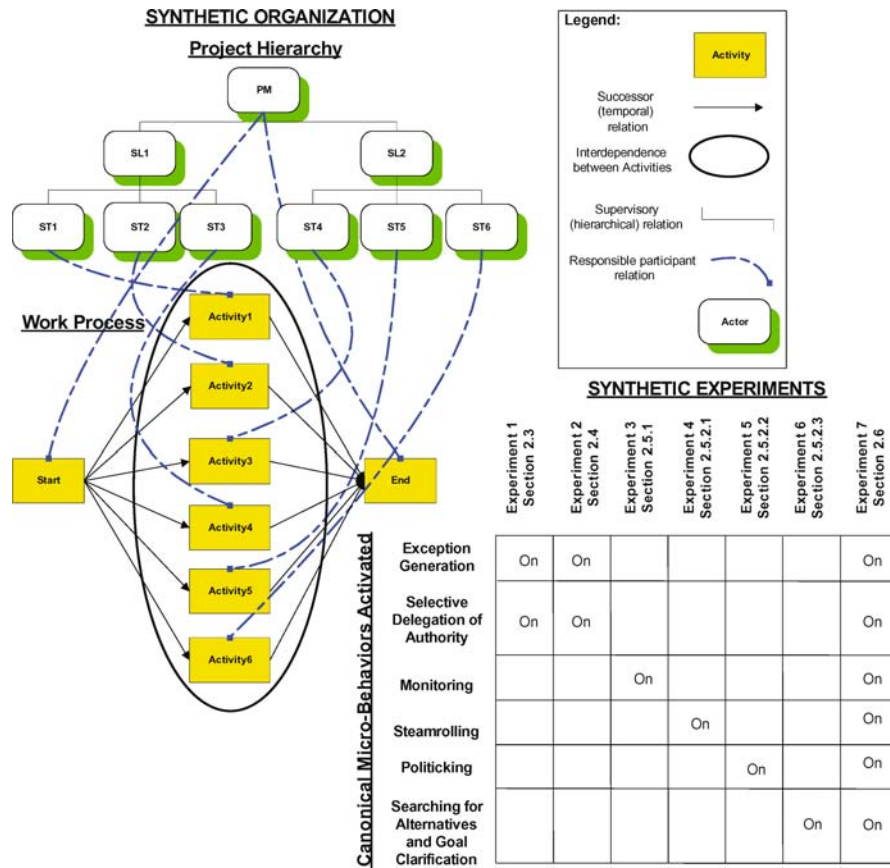 SYNTHETIC ORGANIZATION
Project Hierarchy
PM
SL1
SL2
ST1
ST2
ST3
ST4
ST5
ST6
Work Process
Activity1
Activity2
Activity3
Activity4
Activity5
Activity6
Start
End
Legend:
Activity
Successor
(temporal)
relation
Interdependence
between Activities
Supervisory
(hierarchical) relation
Responsible participant
relation
Actor
SYNTHETIC EXPERIMENTS
Experiment 1
Section 2.3
Experiment 2
Section 2.4
Experiment 3
Section 2.5.1
Experiment 4
Section 2.5.2.1
Experiment 5
Section 2.5.2.2
Experiment 6
Section 2.5.2.3
Experiment 7
Section 2.6
Canonical Micro-Behaviors Activated
Exception
Generation
On
On
On
Selective
Delegation of
Authority
On
On
On
Monitoring
On
On
Steamrolling
On
On
Politicking
On
On
Searching for
Alternatives
and Goal
Clarification
On
On